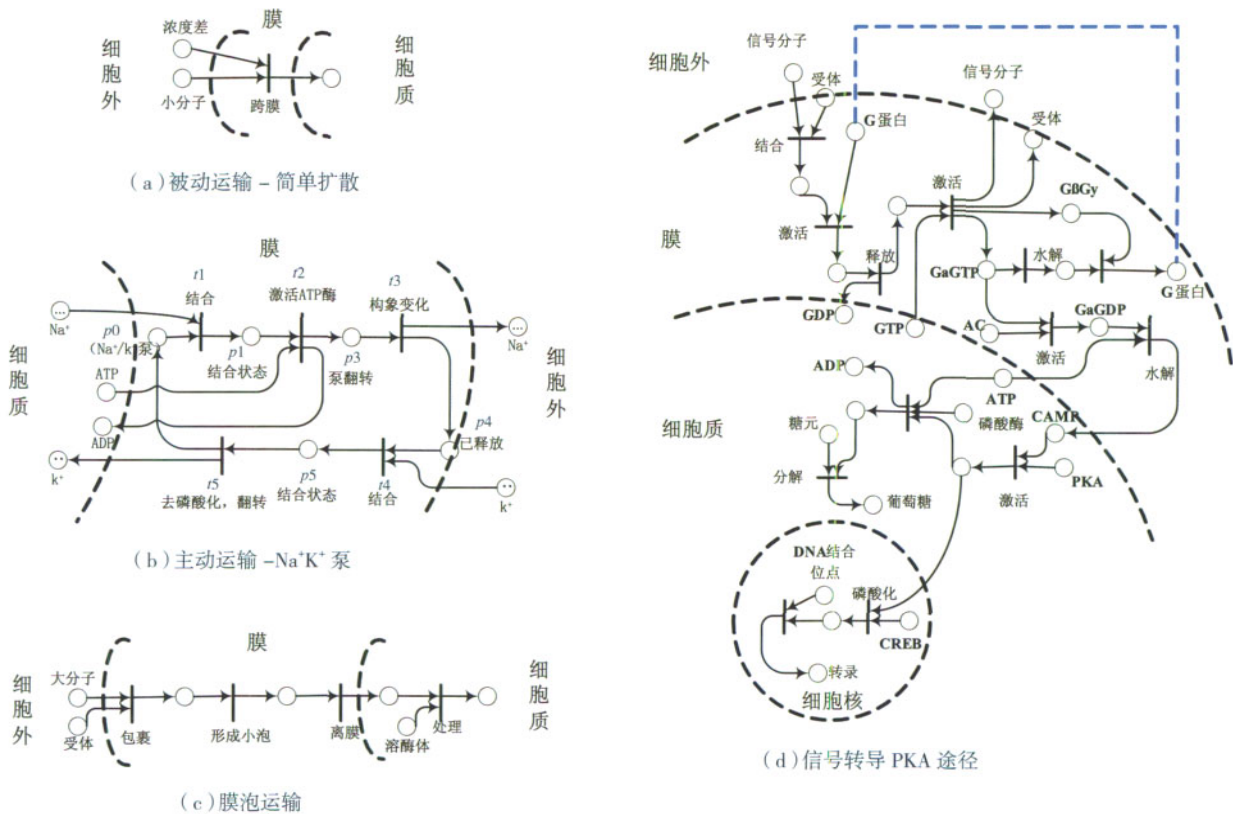 膜
浓度差
细胞外
细胞质
小分子
跨膜
(a)被动运输-简单扩散
膜
t1
结合
t2
激活ATP酶
t3
构象变化
Na⁺
p0
(Na⁺/k⁺泵)
p1
结合状态
p3
泵翻转
Na⁺
细胞质
细胞外
ATP
ADP
p4
已释放
k⁺
t5
去磷酸化,翻转
p5
结合状态
t4
结合
k⁺
(b)主动运输-Na⁺K⁺泵
膜
细胞外
大分子
受体
包裹
形成小泡
离膜
溶酶体
处理
细胞质
(c)膜泡运输
细胞外
信号分子
受体
G蛋白
信号分子
受体
结合
激活
GβGy
膜
激活
释放
GaGTP
水解
G蛋白
GDP
GTP
AC
GaGDP
激活
水解
ADP
ATP
细胞质
糖元
磷酸酶
CAMP
分解
葡萄糖
激活
PKA
DNA结合
位点
磷酸化
CREB
转录
细胞核
(d)信号转导PKA途径